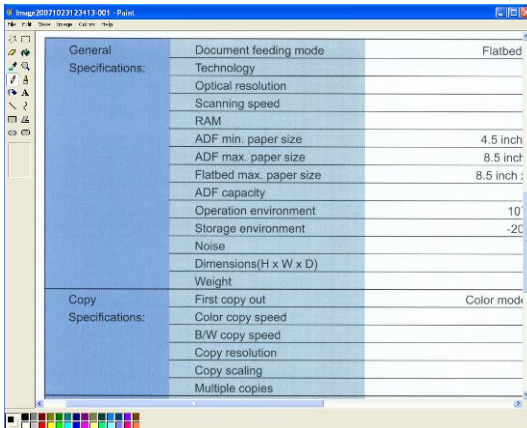 Image20071023123413-001 - Paint
File Edit View Image Colors Help
General Document feeding mode Flatbed
Specifications: Technology
Optical resolution
Scanning speed
RAM
ADF min. paper size 4.5 inch
ADF max. paper size 8.5 inch
Flatbed max. paper size 8.5 inch
ADF capacity
Operation environment 10
Storage environment -20
Noise
Dimensions(H x W x D)
Weight
Copy First copy out Color mode
Specifications: Color copy speed
B/W copy speed
Copy resolution
Copy scaling
Multiple copies